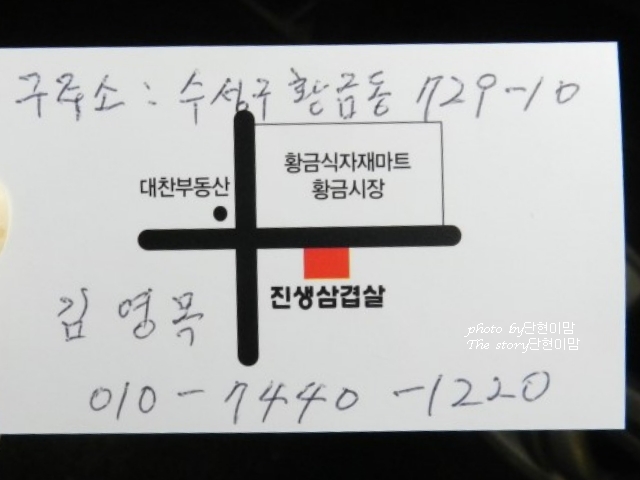 구주소 : 수성구 황금동 729-10
황금식자재마트
황금시장
대찬부동산
진생삼겹살
김영목
photo by단현이맘
The story단현이맘
010-7440-1220